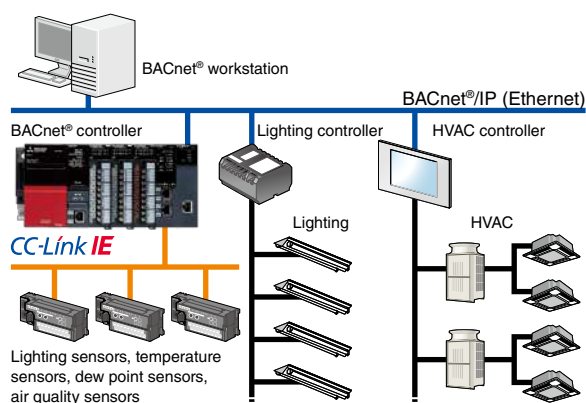 BACnet® workstation
BACnet®/IP (Ethernet)
BACnet® controller
Lighting controller
HVAC controller
CC-Link IE
Lighting
HVAC
Lighting sensors, temperature
sensors, dew point sensors,
air quality sensors